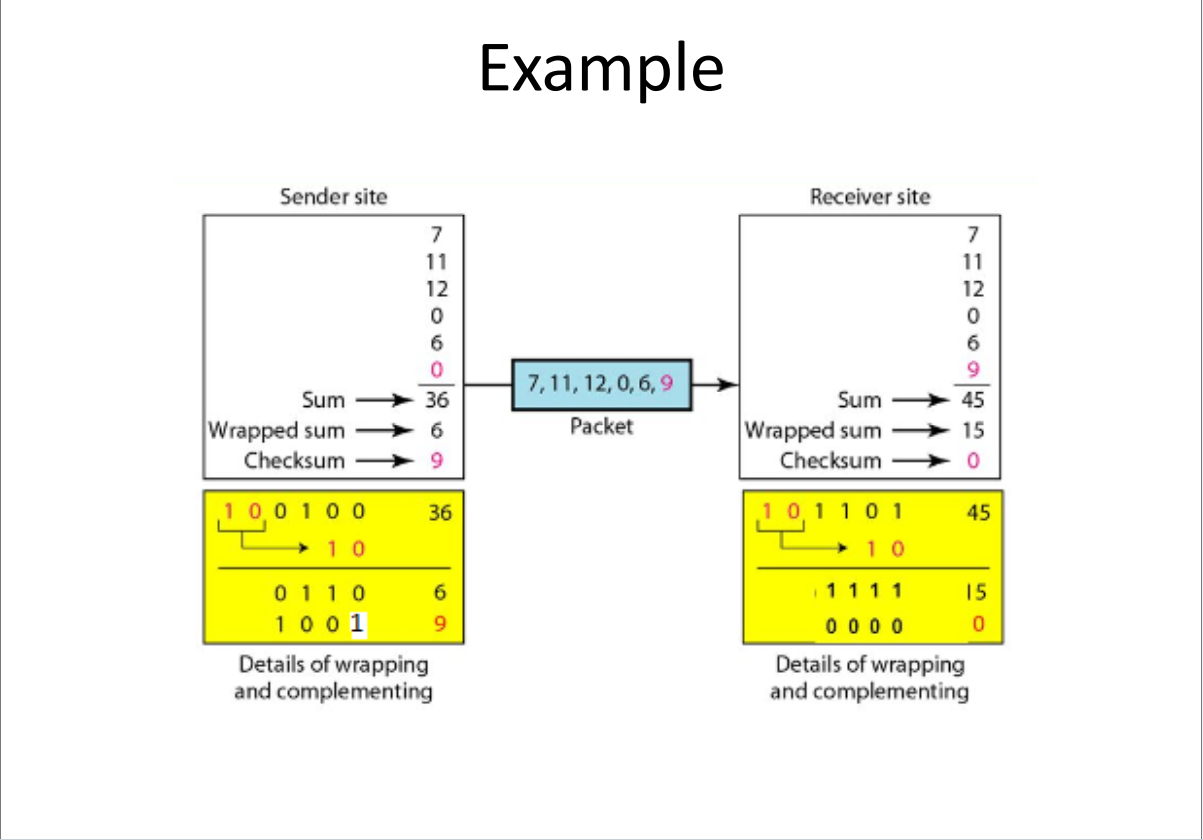 Example
Sender site
7
11
12
0
6
0
Sum 36
Wrapped sum 6
Checksum 9
1 0 0 1 0 0 36
1 0
0 1 1 0 6
1 0 0 1 9
Details of wrapping
and complementing
7, 11, 12, 0, 6, 9
Packet
Receiver site
7
11
12
0
6
9
Sum 45
Wrapped sum 15
Checksum 0
1 0 1 1 0 1 45
1 0
1 1 1 1 15
0 0 0 0 0
Details of wrapping
and complementing